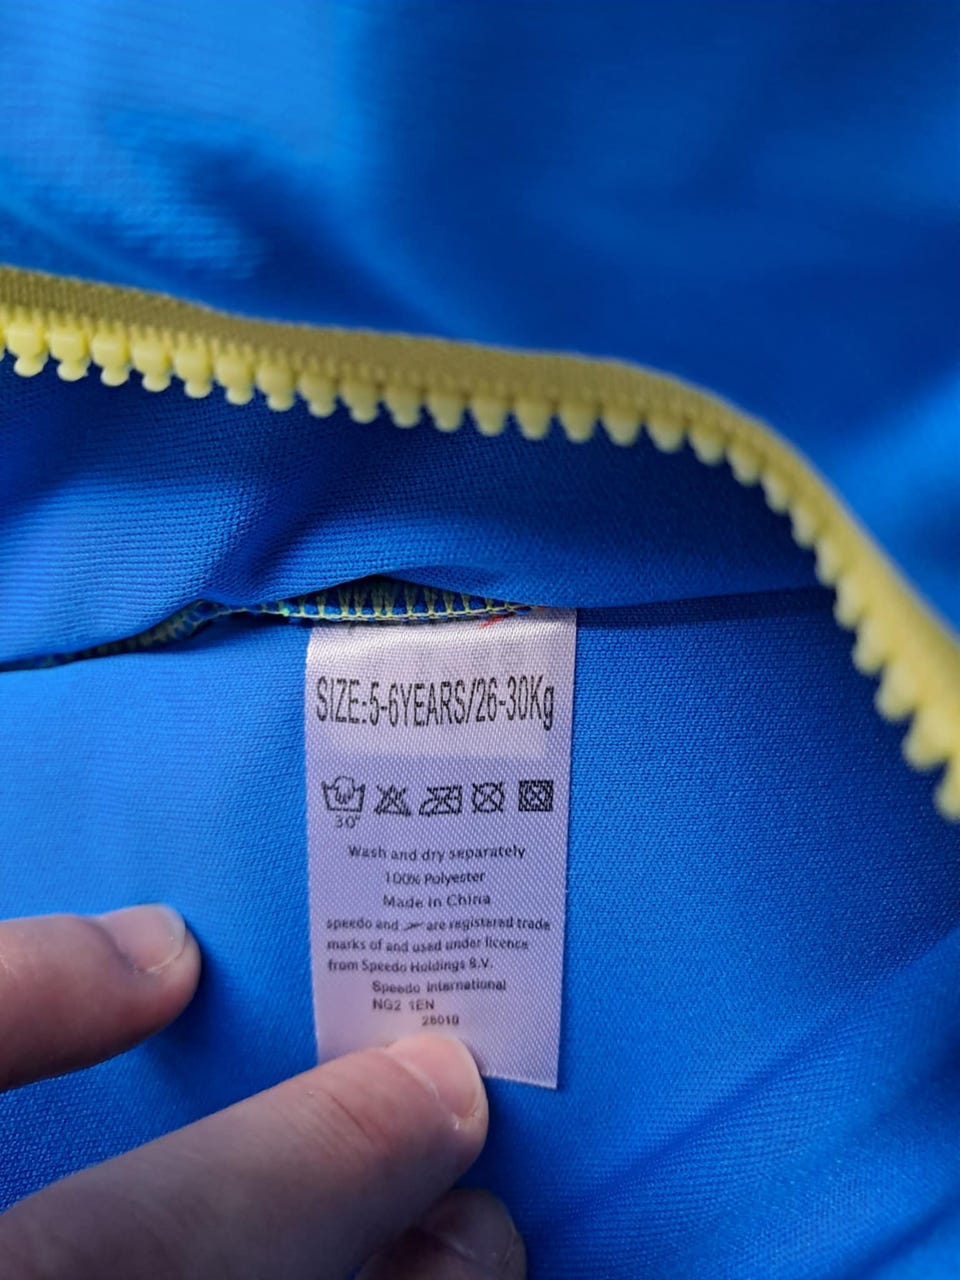 SIZE:5-6YEARS/26-30Kg
30°
Wash and dry separately
100% Polyester
Made in China
speedo and are registered trade
marks of and used under licence
from Speedo Holdings B.V.
Speedo International
NG2 1EN
28010